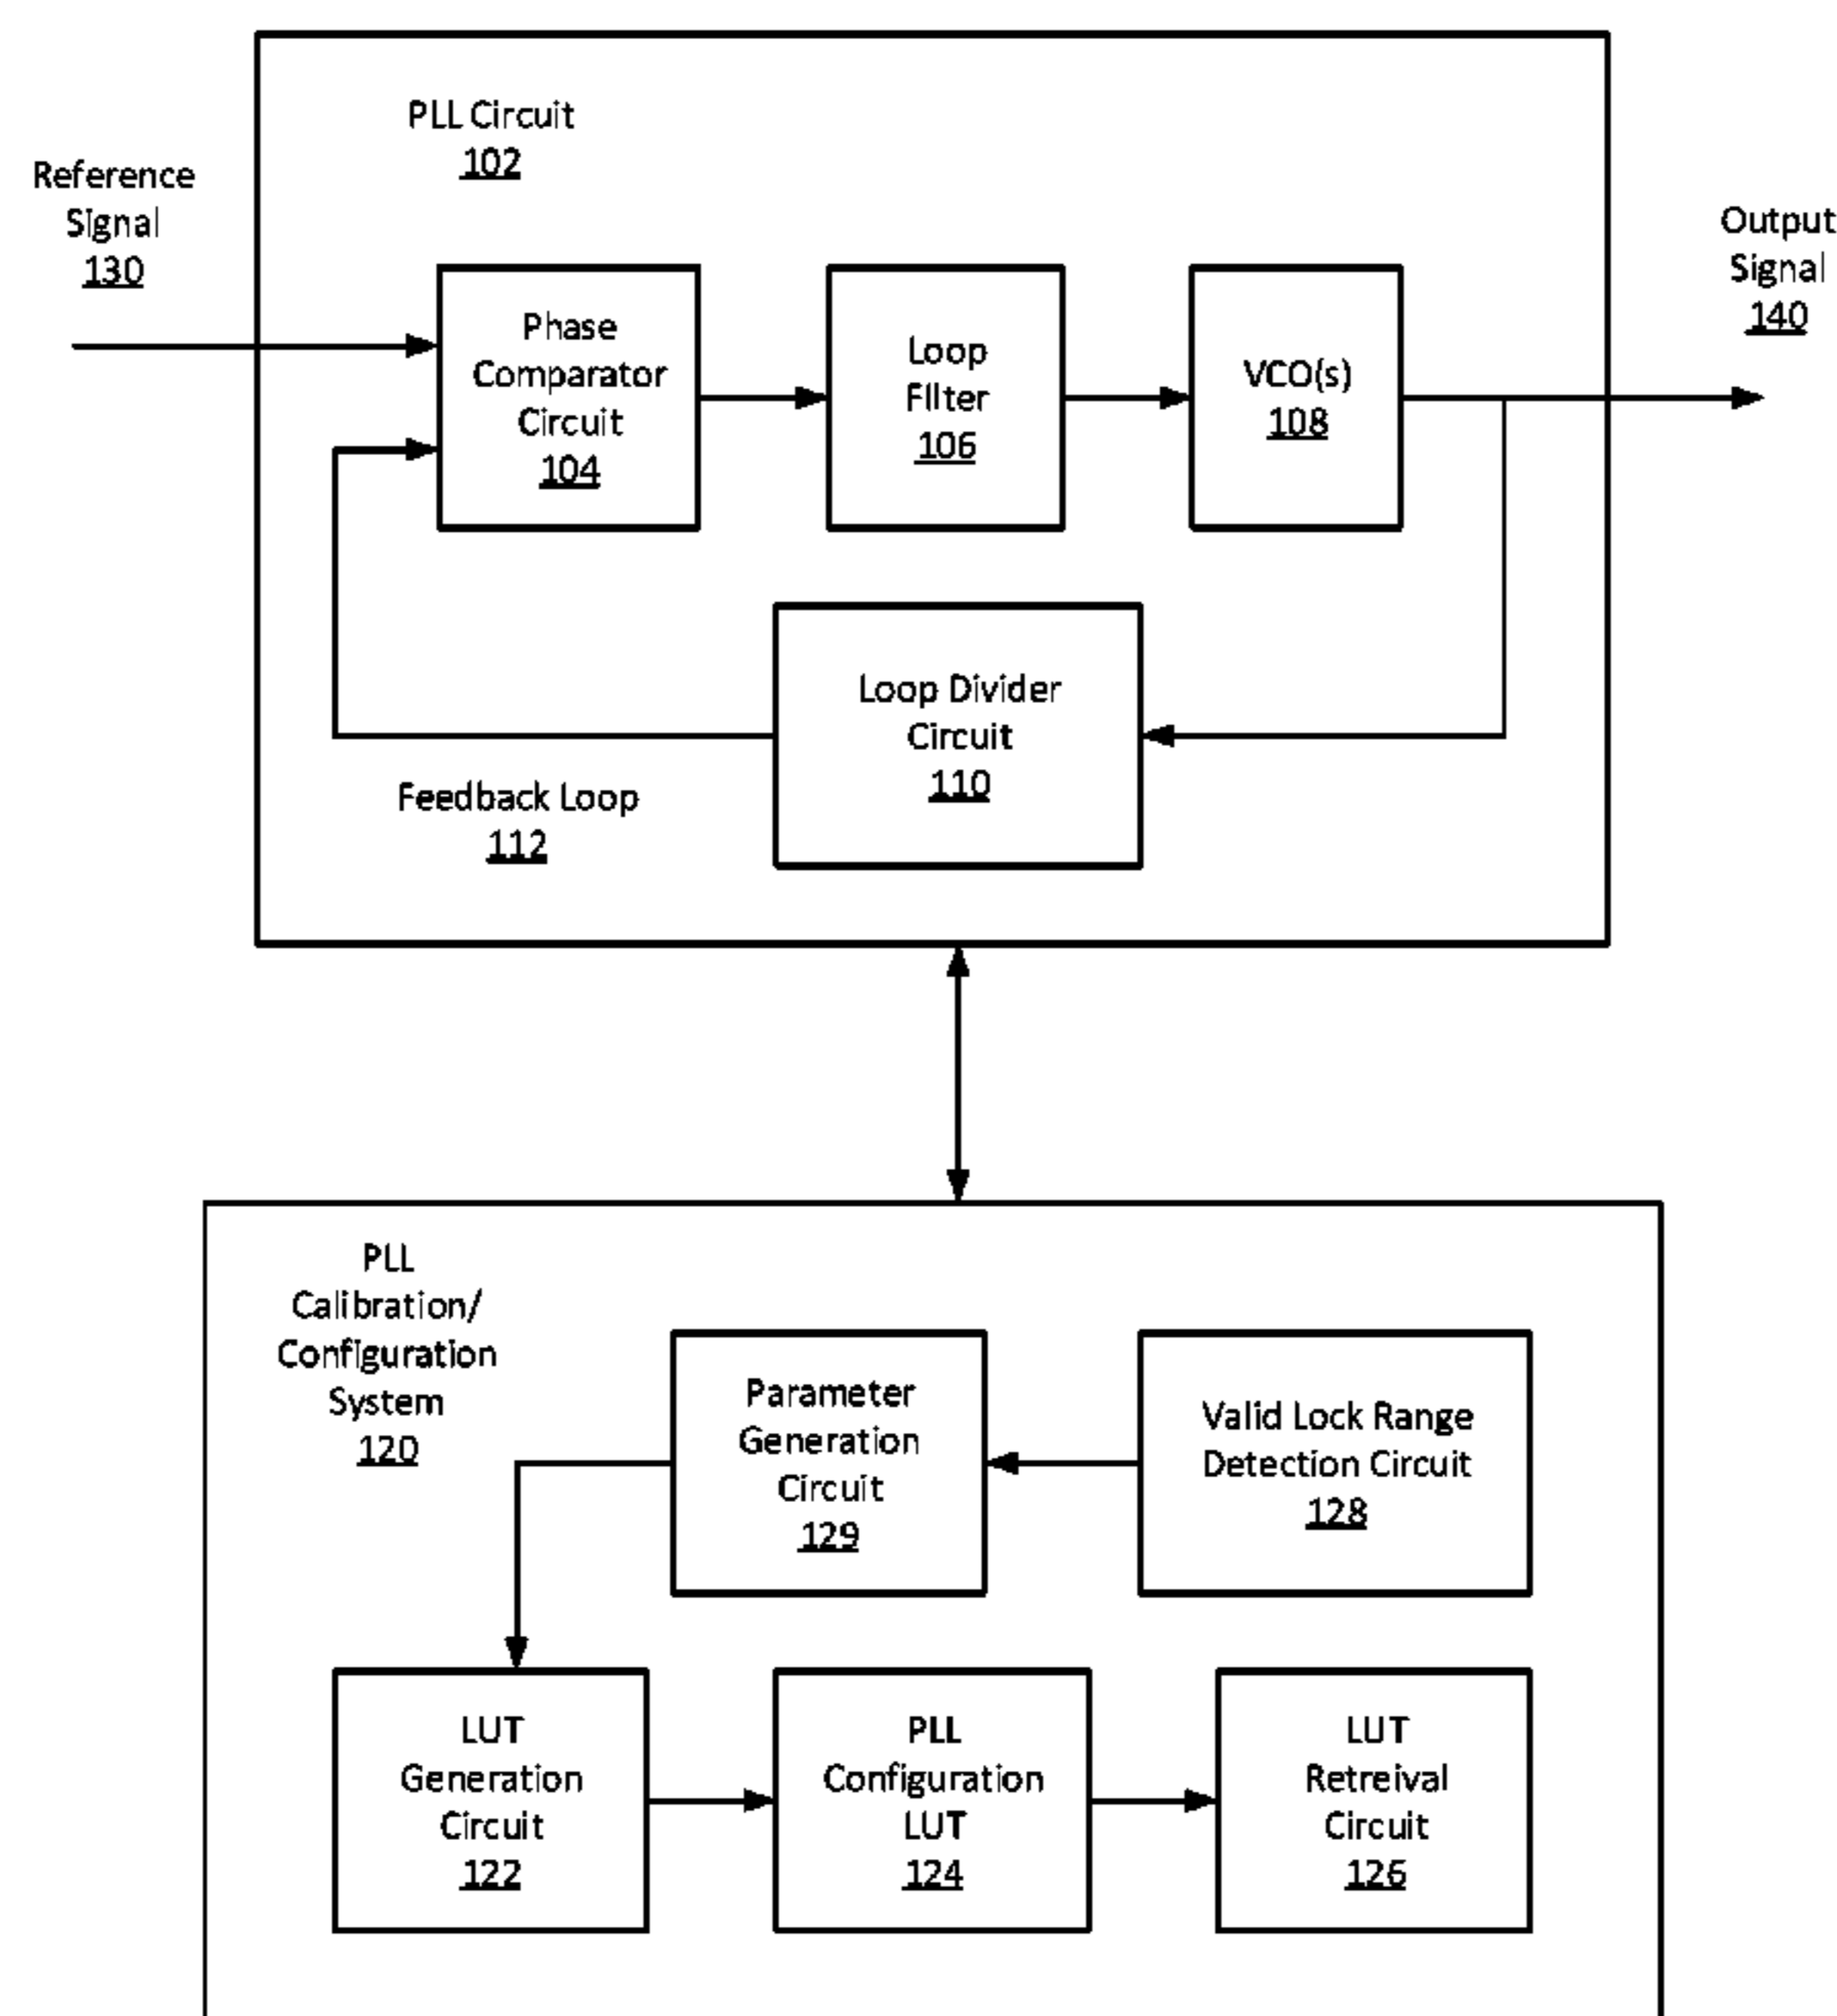 PLL Circuit
102
Reference
Signal
130
Output
Signal
140
Phase
Comparator
Circuit
104
Loop
Filter
106
VCO(s)
108
Loop Divider
Circuit
110
Feedback Loop
112
PLL
Calibration/
Configuration
System
120
Parameter
Generation
Circuit
129
Valid Lock Range
Detection Circuit
128
LUT
Generation
Circuit
122
PLL
Configuration
LUT
124
LUT
Retreival
Circuit
126